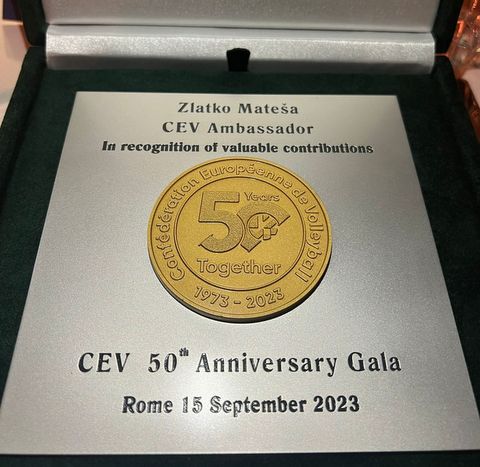 Zlatko Mateša
CEV Ambassador
In recognition of valuable contributions
Confédération Européenne de Volleyball
50 Years
Together
1973 - 2023
CEV 50th Anniversary Gala
Rome 15 September 2023